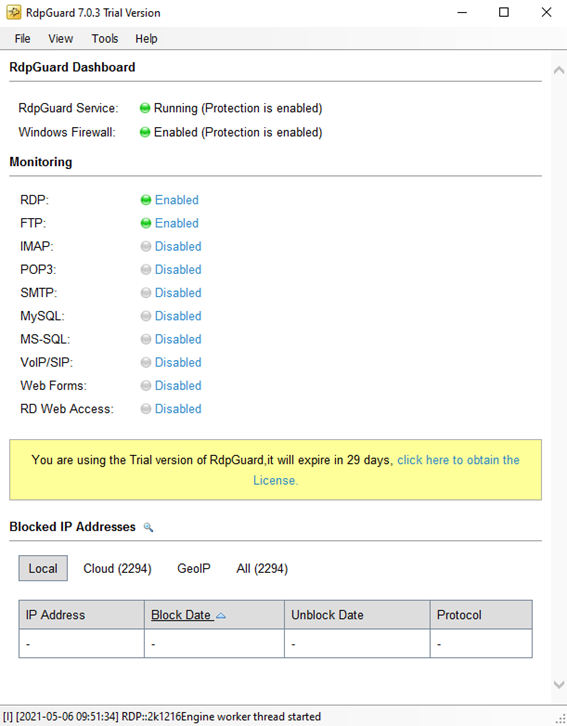 RdpGuard 7.0.3 Trial Version
File View Tools Help
RdpGuard Dashboard
RdpGuard Service: Running (Protection is enabled)
Windows Firewall: Enabled (Protection is enabled)
Monitoring
RDP: Enabled
FTP: Enabled
IMAP: Disabled
POP3: Disabled
SMTP: Disabled
MySQL: Disabled
MS-SQL: Disabled
VoIP/SIP: Disabled
Web Forms: Disabled
RD Web Access: Disabled
You are using the Trial version of RdpGuard,it will expire in 29 days, click here to obtain the
License.
Blocked IP Addresses
Local Cloud (2294) GeoIP All (2294)
IP Address Block Date Unblock Date Protocol
- - - -
[I] [2021-05-06 09:51:34] RDP::2k1216Engine worker thread started